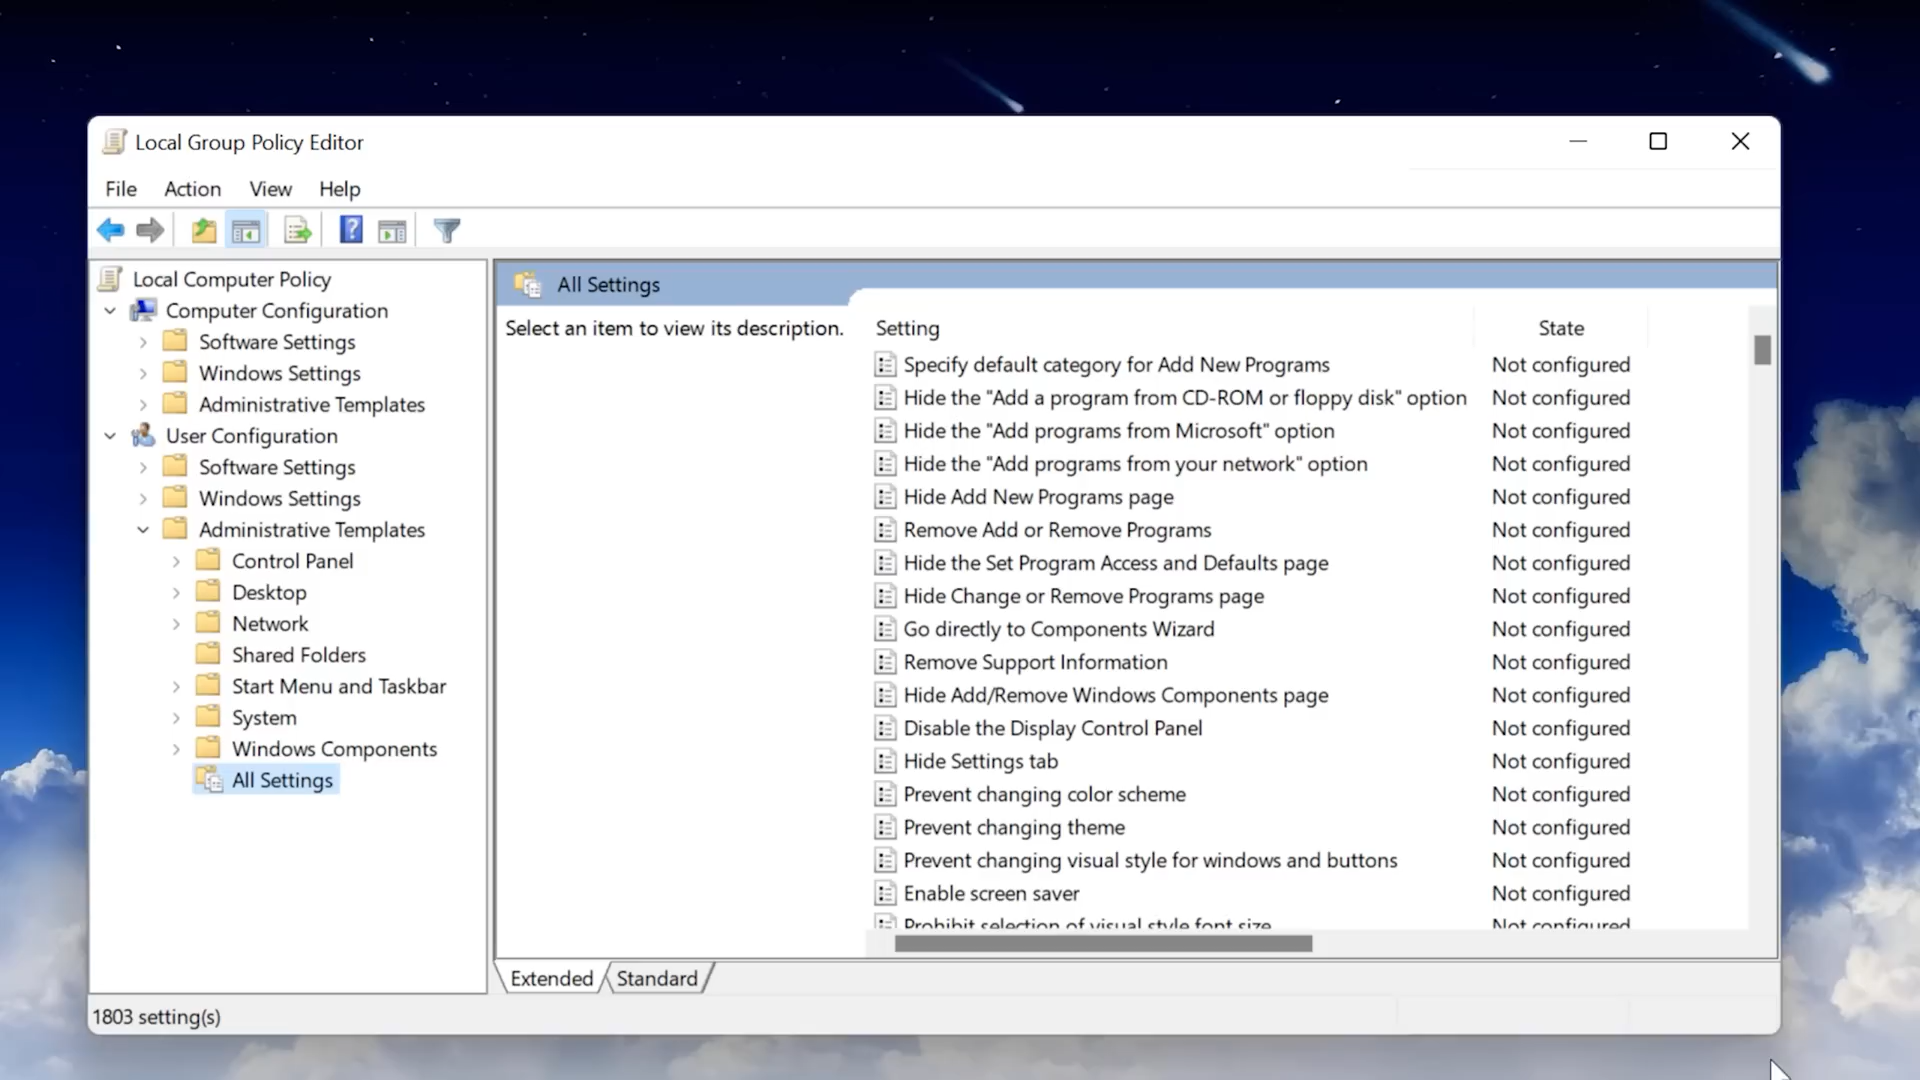 Local Group Policy Editor
File Action View Help
Local Computer Policy
Computer Configuration
Software Settings
Windows Settings
Administrative Templates
User Configuration
Software Settings
Windows Settings
Administrative Templates
Control Panel
Desktop
Network
Shared Folders
Start Menu and Taskbar
System
Windows Components
All Settings
All Settings
Select an item to view its description.
Setting State
Specify default category for Add New Programs Not configured
Hide the "Add a program from CD-ROM or floppy disk" option Not configured
Hide the "Add programs from Microsoft" option Not configured
Hide the "Add programs from your network" option Not configured
Hide Add New Programs page Not configured
Remove Add or Remove Programs Not configured
Hide the Set Program Access and Defaults page Not configured
Hide Change or Remove Programs page Not configured
Go directly to Components Wizard Not configured
Remove Support Information Not configured
Hide Add/Remove Windows Components page Not configured
Disable the Display Control Panel Not configured
Hide Settings tab Not configured
Prevent changing color scheme Not configured
Prevent changing theme Not configured
Prevent changing visual style for windows and buttons Not configured
Enable screen saver Not configured
Prohibit selection of visual style font size Not configured
Extended Standard
1803 setting(s)